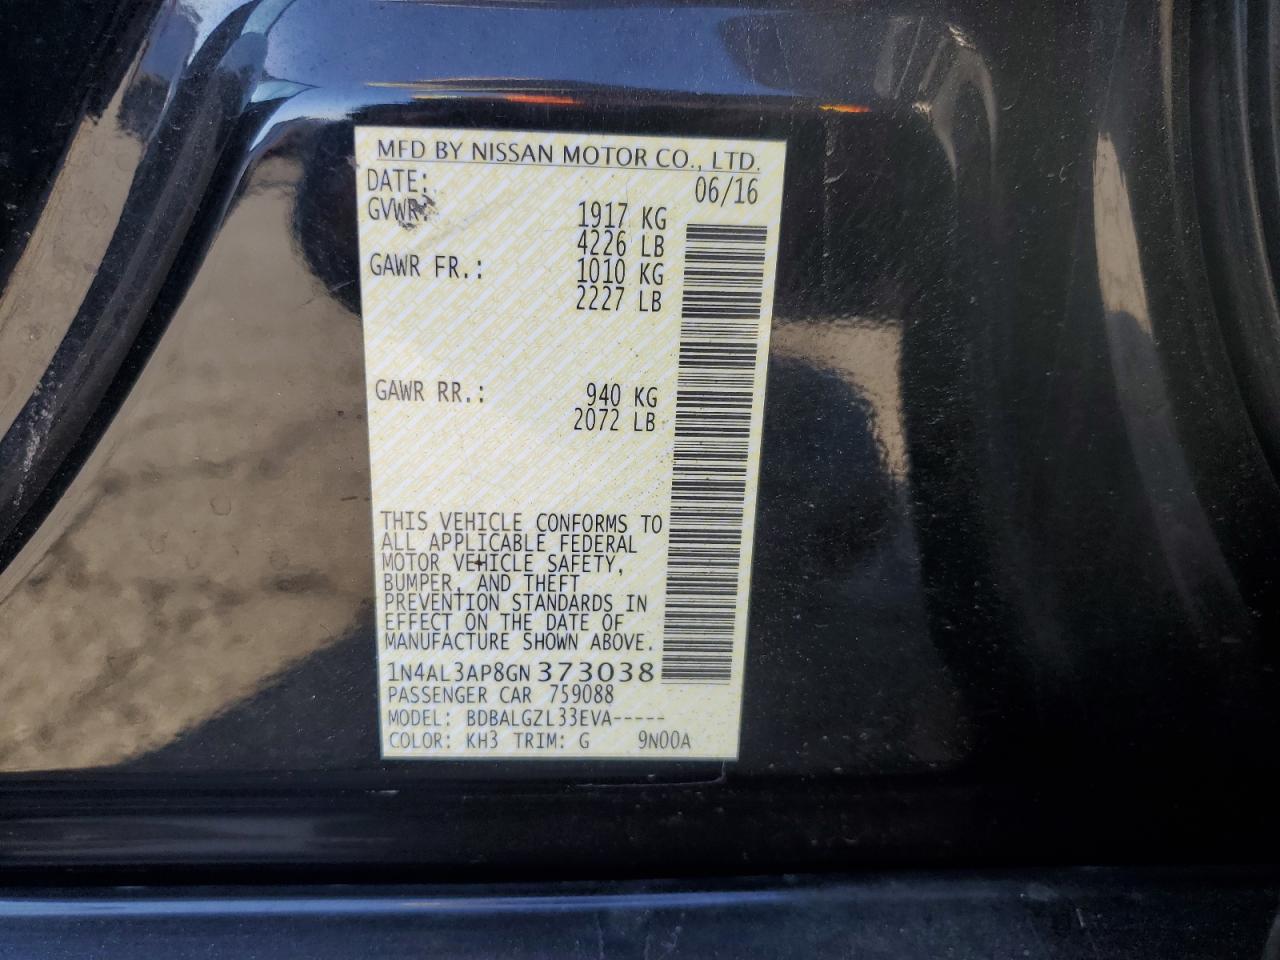 MFD BY NISSAN MOTOR CO., LTD.
DATE: 06/16
GVWR: 1917 KG
4226 LB
GAWR FR.: 1010 KG
2227 LB
GAWR RR.: 940 KG
2072 LB
THIS VEHICLE CONFORMS TO
ALL APPLICABLE FEDERAL
MOTOR VEHICLE SAFETY,
BUMPER, AND THEFT
PREVENTION STANDARDS IN
EFFECT ON THE DATE OF
MANUFACTURE SHOWN ABOVE.
1N4AL3AP8GN373038
PASSENGER CAR 759088
MODEL: BDBALGZL33EVA-----
COLOR: KH3 TRIM: G 9N00A